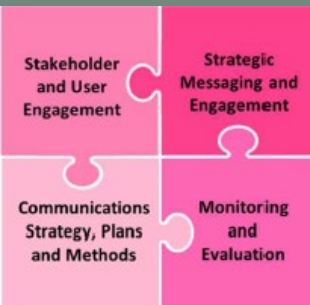 Stakeholder
and User
Engagement
Strategic
Messaging and
Engagement
Communications
Strategy, Plans
and Methods
Monitoring
and
Evaluation